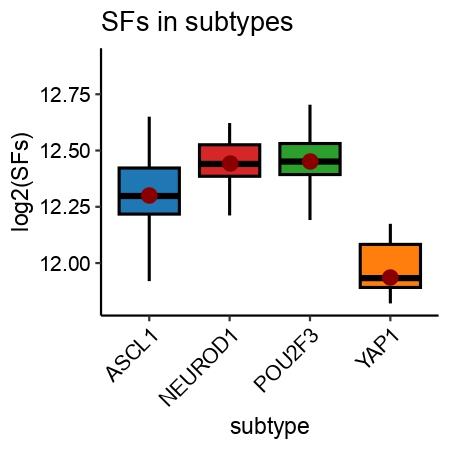 SFs in subtypes
log2(SFs)
12.75
12.50
12.25
12.00
ASCL1
NEUROD1
POU2F3
YAP1
subtype